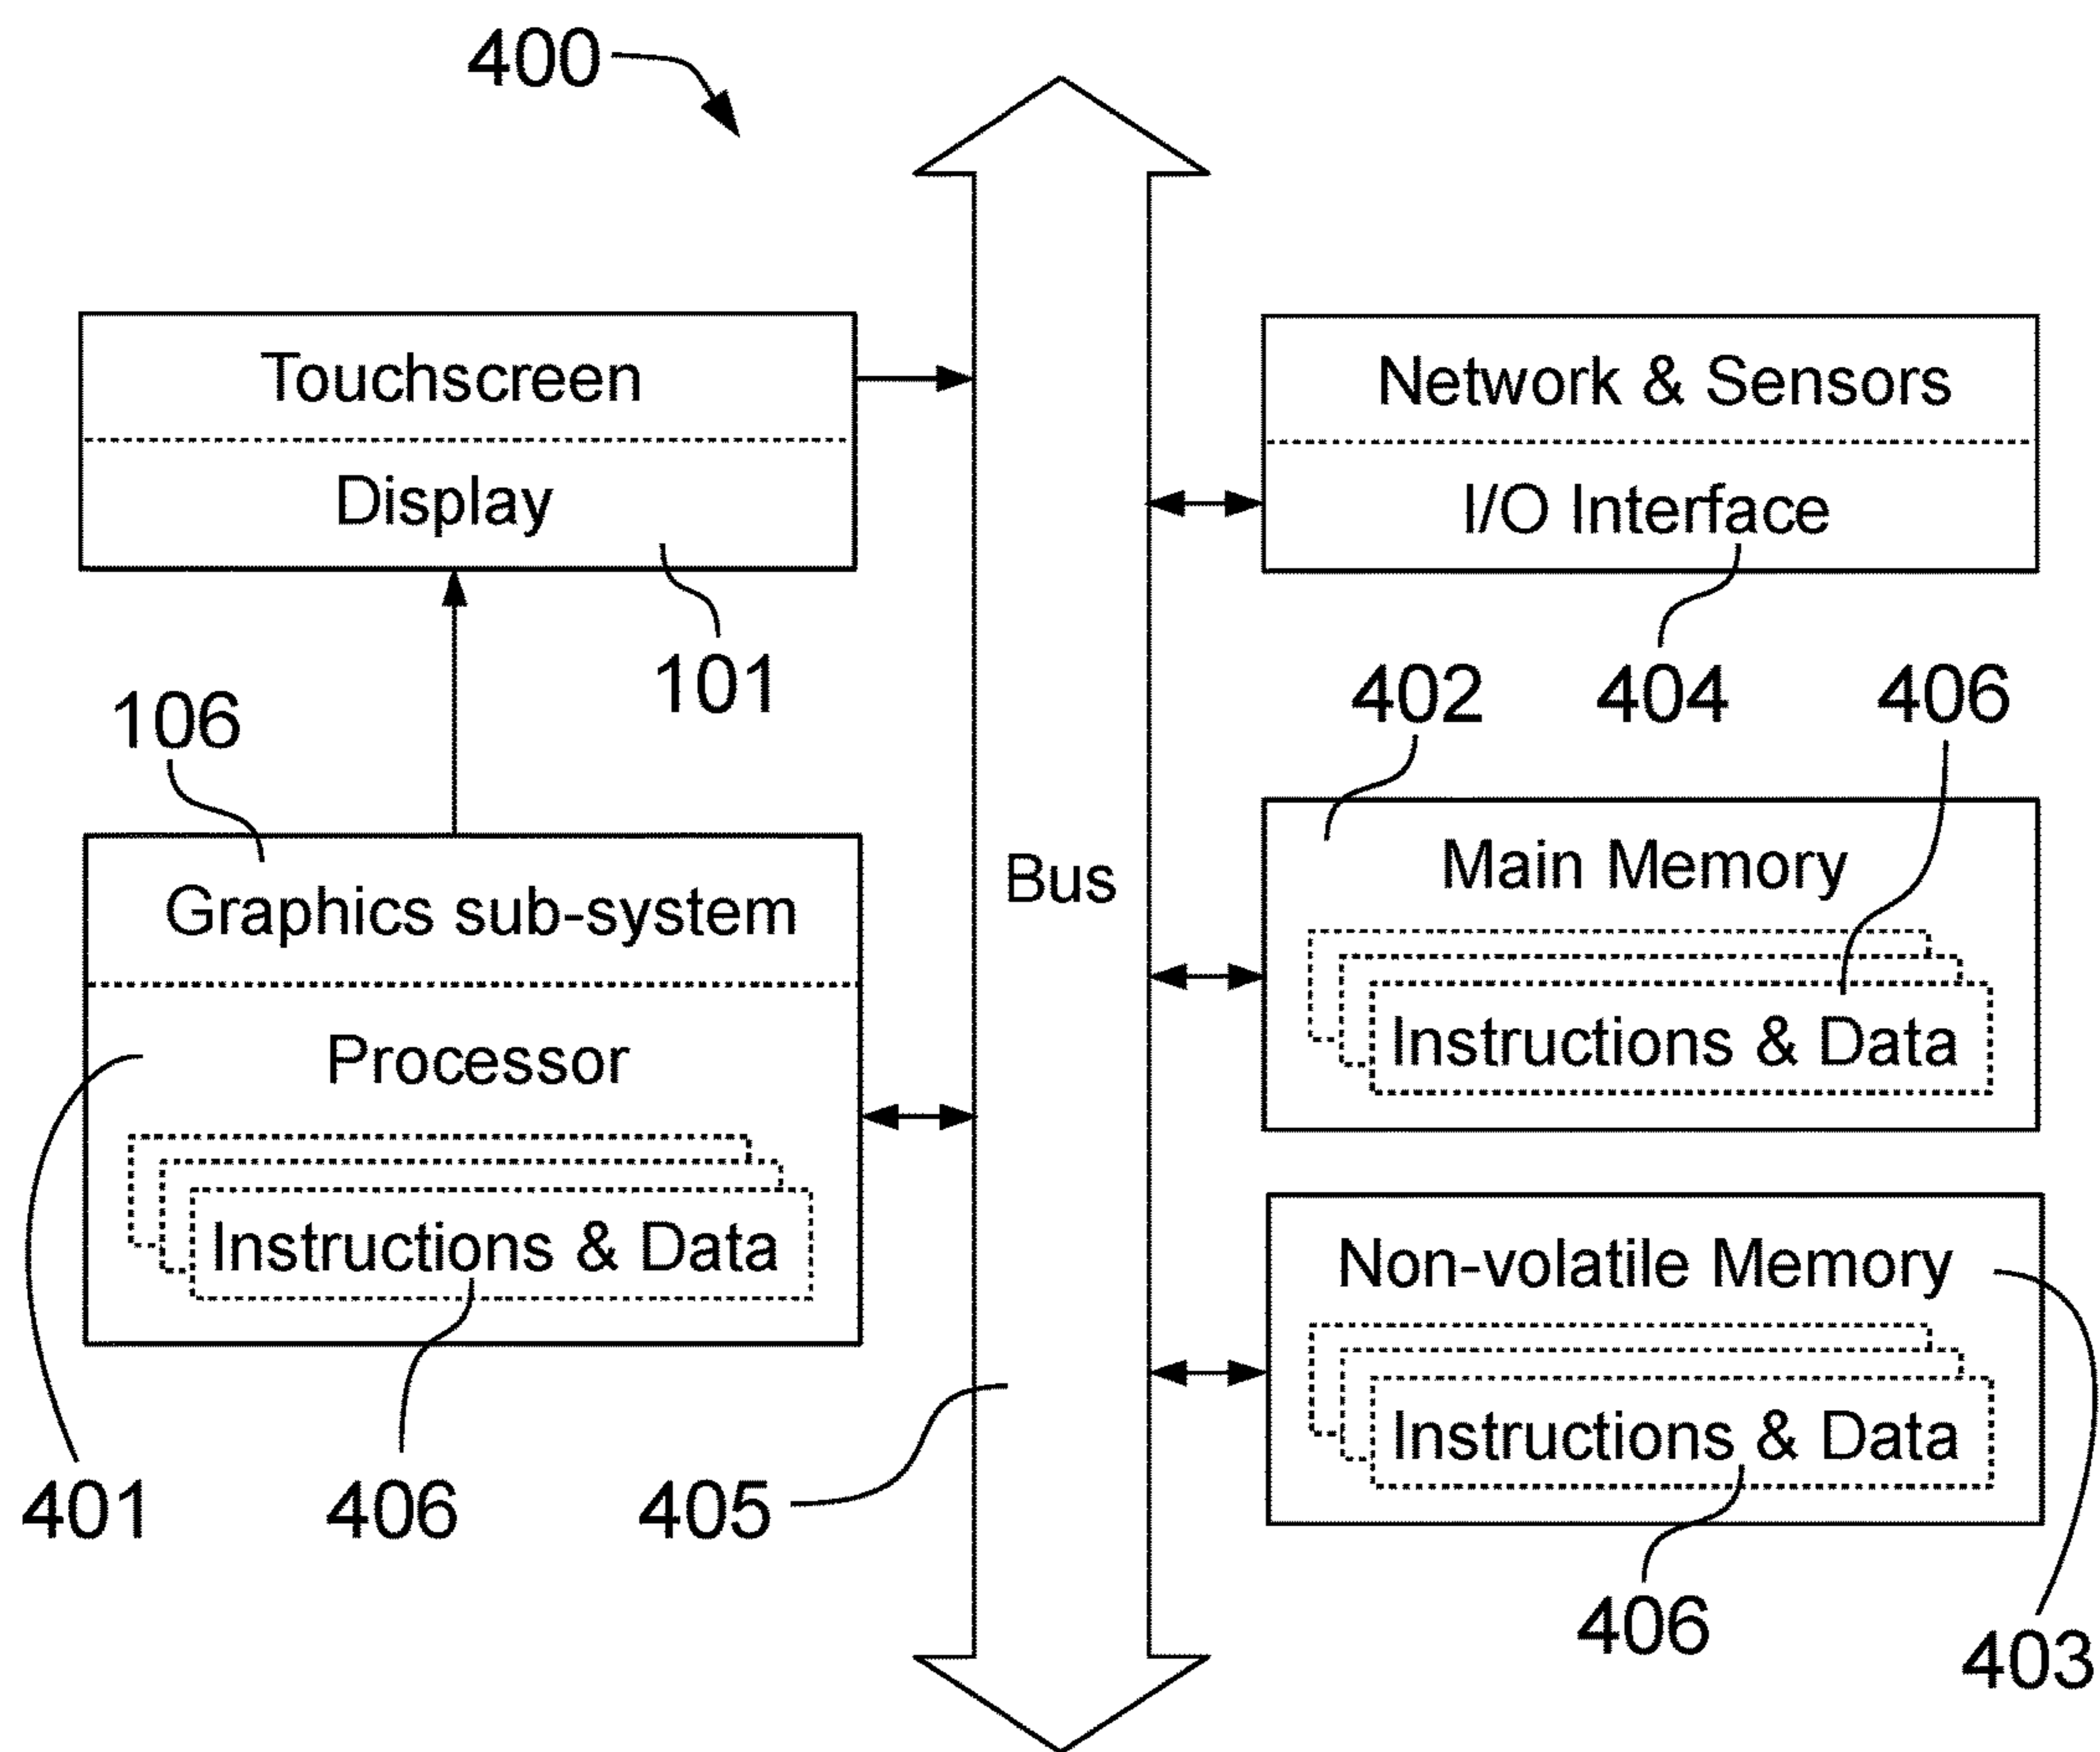 400
Touchscreen
Display
101
106
Graphics sub-system
Processor
Instructions & Data
401
406
405
Bus
Network & Sensors
I/O Interface
404
402
406
Main Memory
Instructions & Data
Non-volatile Memory
Instructions & Data
406
403